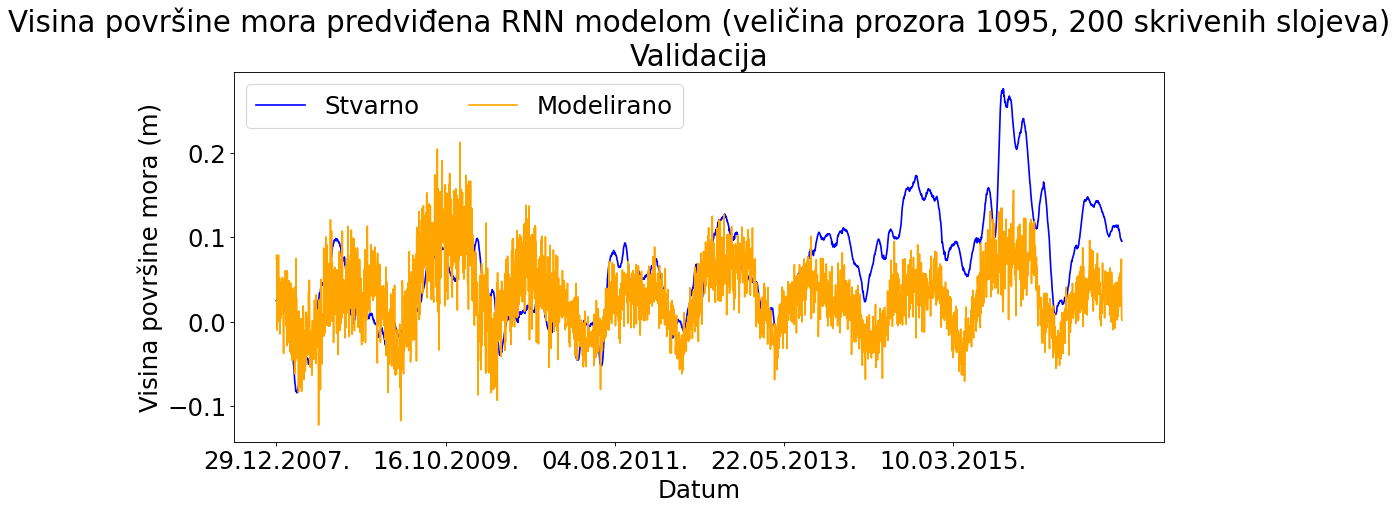 Visina površine mora predviđena RNN modelom (veličina prozora 1095, 200 skrivenih slojeva)
Validacija
Stvarno
Modelirano
Visina površine mora (m)
0.2
0.1
0.0
−0.1
29.12.2007.
16.10.2009.
04.08.2011.
22.05.2013.
10.03.2015.
Datum